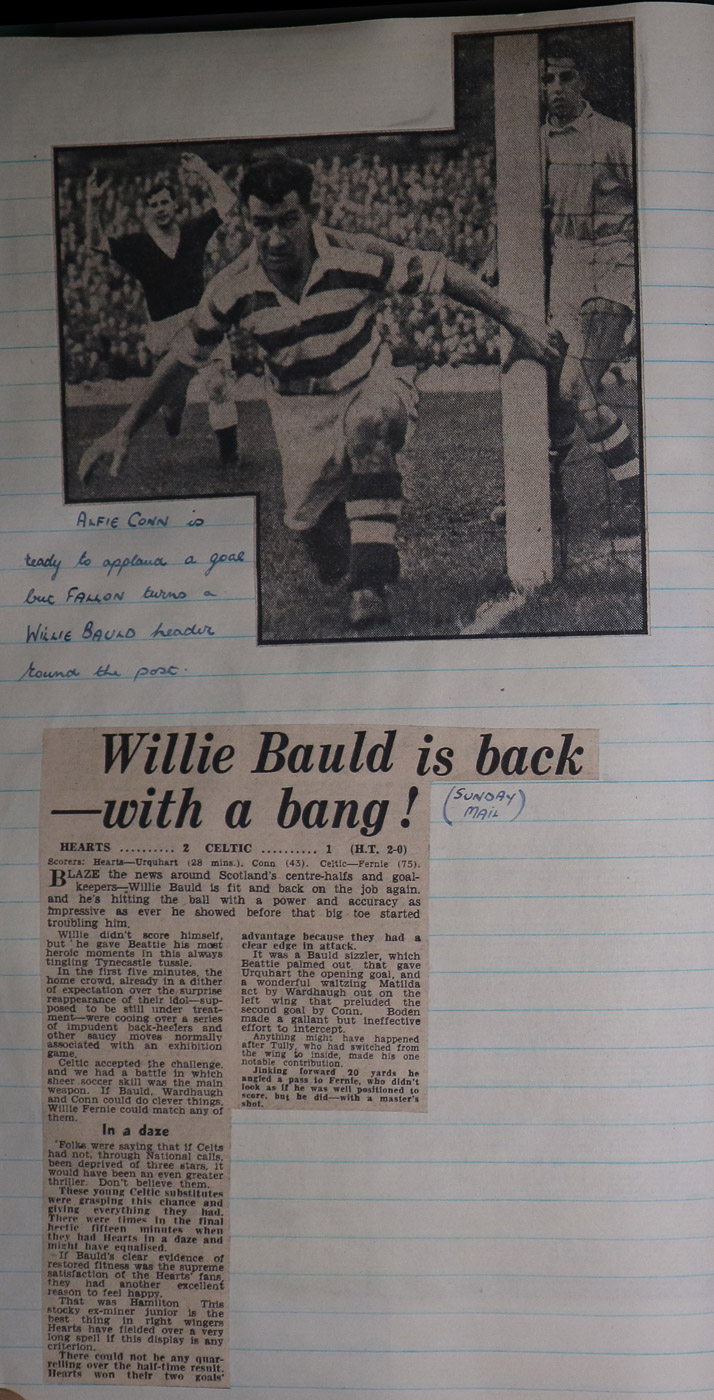 ALFIE CONN is
ready to applaud a goal
but FALLON turns a
WILLIE BAULD header
round the post.
Willie Bauld is back
—with a bang!
(SUNDAY
MAIL)
HEARTS .......... 2 CELTIC .......... 1 (H.T. 2-0)
Scorers: Hearts—Urquhart (28 mins.), Conn (43). Celtic—Fernie (75).
BLAZE the news around Scotland's centre-halfs and goal-
keepers—Willie Bauld is fit and back on the job again,
and he's hitting the ball with a power and accuracy as
impressive as ever he showed before that big toe started
troubling him.
Willie didn't score himself,
but he gave Beattie his most
heroic moments in this always
tingling Tynecastle tussle.
In the first five minutes, the
home crowd, already in a dither
of expectation over the surprise
reappearance of their idol—sup-
posed to be still under treat-
ment—were cooing over a series
of impudent back-heelers and
other saucy moves normally
associated with an exhibition
game.
Celtic accepted the challenge,
and we had a battle in which
sheer soccer skill was the main
weapon. If Bauld, Wardhaugh
and Conn could do clever things,
Willie Fernie could match any of
them.
In a daze
Folks were saying that if Celts
had not, through National calls,
been deprived of three stars, it
would have been an even greater
thriller. Don't believe them.
These young Celtic substitutes
were grasping this chance and
giving everything they had.
There were times in the final
hectic fifteen minutes when
they had Hearts in a daze and
might have equalised.
If Bauld's clear evidence of
restored fitness was the supreme
satisfaction of the Hearts' fans,
they had another excellent
reason to feel happy.
That was Hamilton This
stocky ex-miner junior is the
best thing in right wingers
Hearts have fielded over a very
long spell if this display is any
criterion.
There could not be any quar-
relling over the half-time result.
Hearts won their two goals'
advantage because they had a
clear edge in attack.
It was a Bauld sizzler, which
Beattie palmed out, that gave
Urquhart the opening goal, and
a wonderful waltzing Matilda
act by Wardhaugh out on the
left wing that preluded the
second goal by Conn. Boden
made a gallant but ineffective
effort to intercept.
Anything might have happened
after Tully, who had switched from
the wing to inside, made his one
notable contribution.
Jinking forward 20 yards he
angled a pass to Fernie, who didn't
look as if he was well positioned to
score, but he did—with a master's
shot.